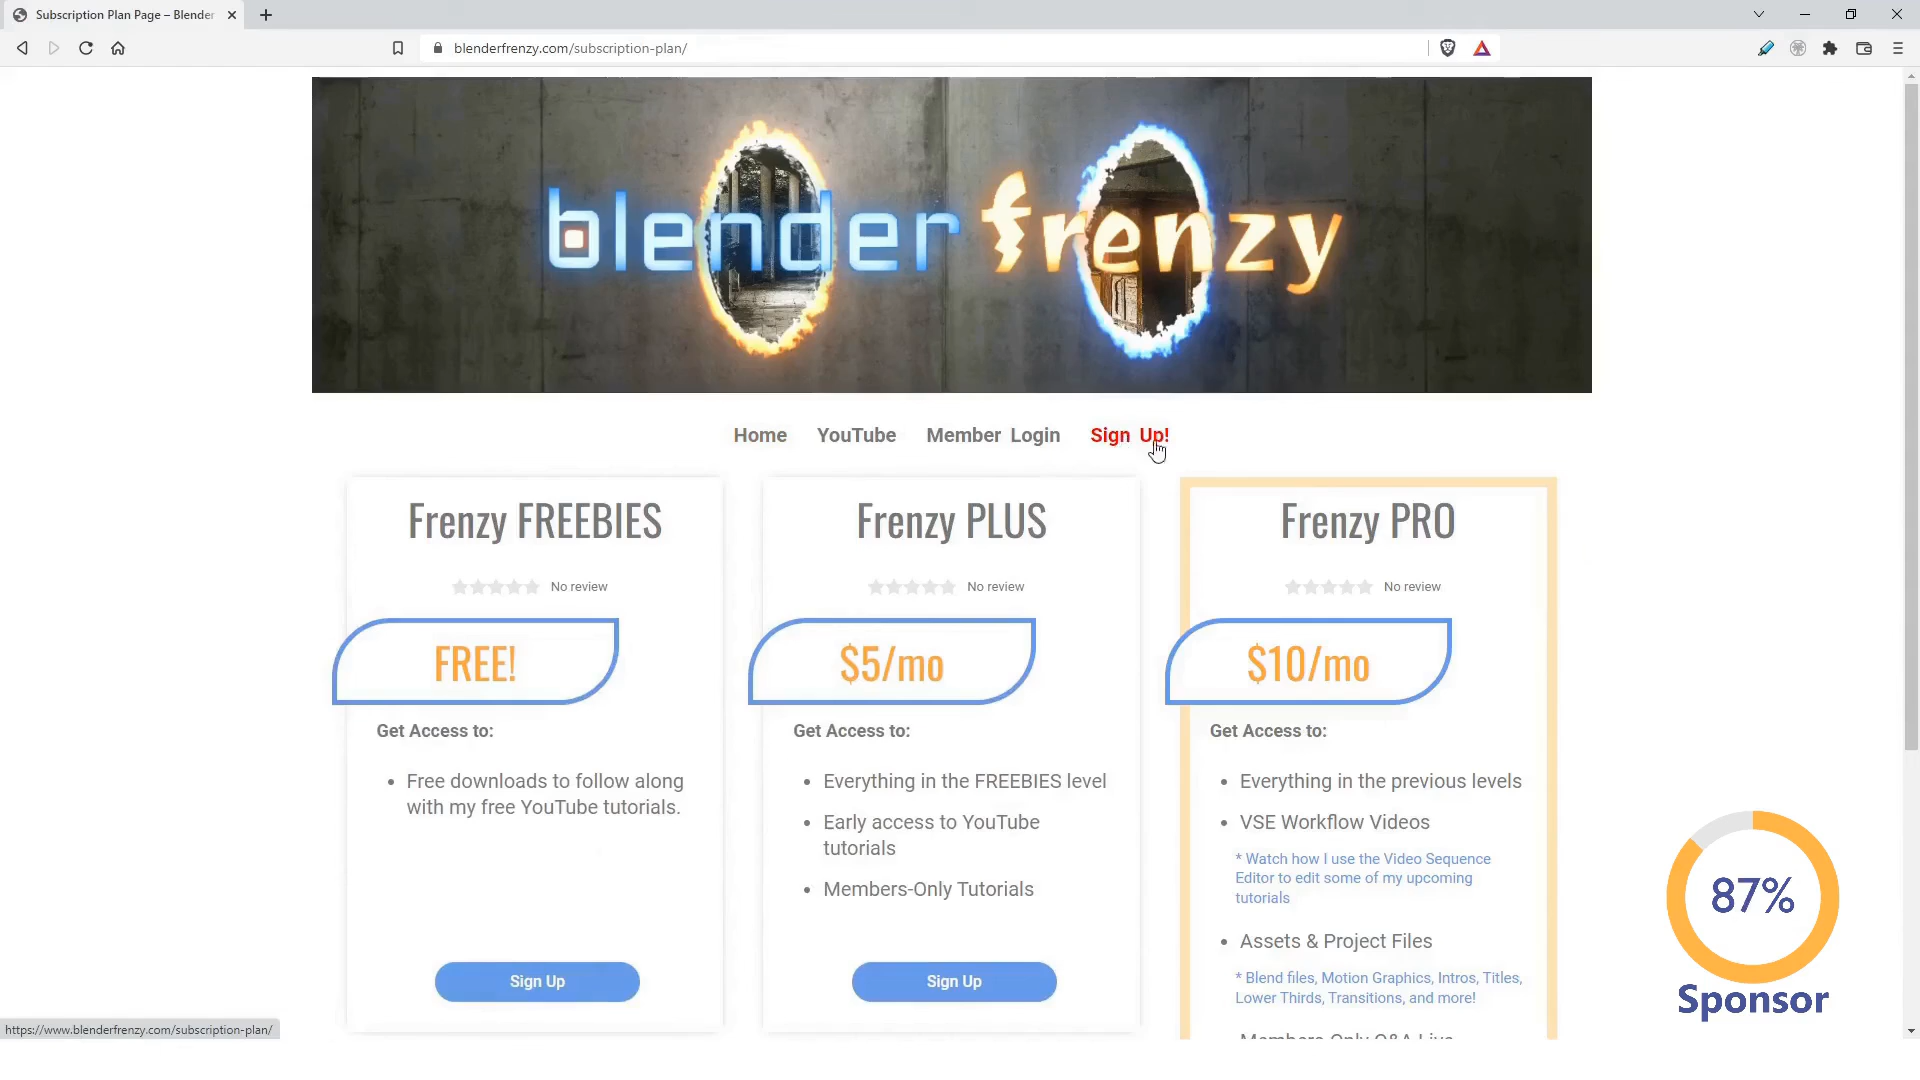 Subscription Plan Page – Blender
blenderfrenzy.com/subscription-plan/
blender frenzy
Home YouTube Member Login Sign Up!
Frenzy FREEBIES
No review
FREE!
Get Access to:
• Free downloads to follow along
with my free YouTube tutorials.
Sign Up
Frenzy PLUS
No review
$5/mo
Get Access to:
• Everything in the FREEBIES level
• Early access to YouTube
tutorials
• Members-Only Tutorials
Sign Up
Frenzy PRO
No review
$10/mo
Get Access to:
• Everything in the previous levels
• VSE Workflow Videos
* Watch how I use the Video Sequence
Editor to edit some of my upcoming
tutorials
• Assets & Project Files
* Blend files, Motion Graphics, Intros, Titles,
Lower Thirds, Transitions, and more!
Members-Only Q&A Live
87%
Sponsor
https://www.blenderfrenzy.com/subscription-plan/